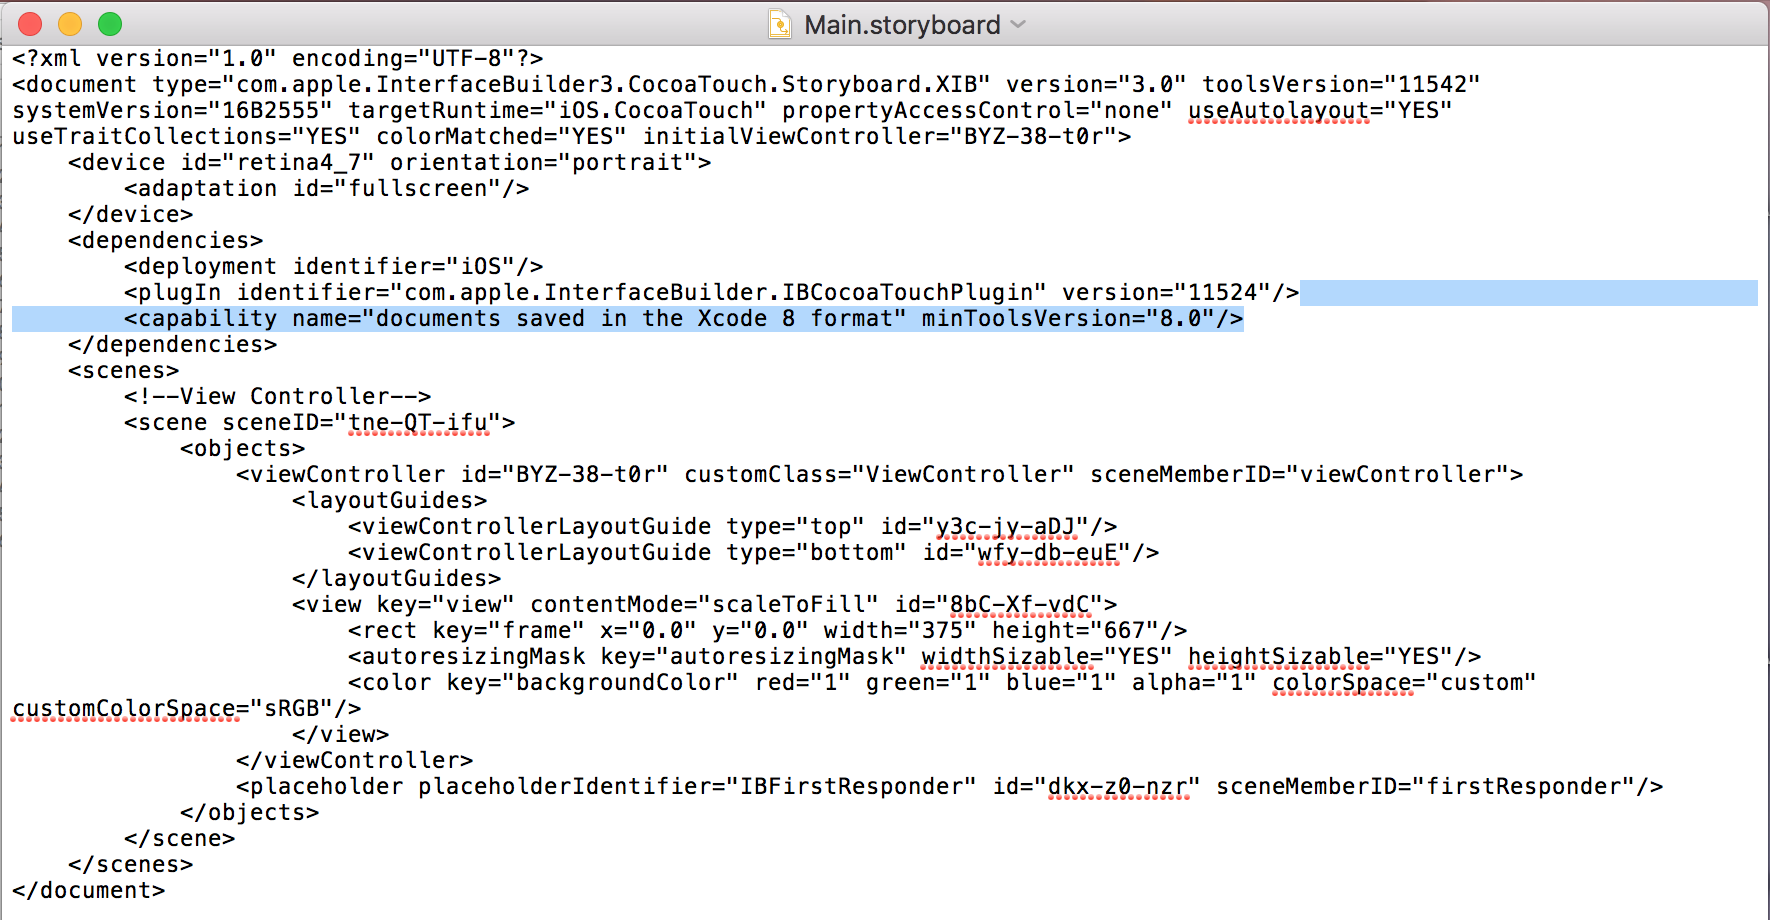 Main.storyboard
<?xml version="1.0" encoding="UTF-8"?>
<document type="com.apple.InterfaceBuilder3.CocoaTouch.Storyboard.XIB" version="3.0" toolsVersion="11542"
systemVersion="16B2555" targetRuntime="iOS.CocoaTouch" propertyAccessControl="none" useAutolayout="YES"
useTraitCollections="YES" colorMatched="YES" initialViewController="BYZ-38-t0r">
    <device id="retina4_7" orientation="portrait">
        <adaptation id="fullscreen"/>
    </device>
    <dependencies>
        <deployment identifier="iOS"/>
        <plugIn identifier="com.apple.InterfaceBuilder.IBCocoaTouchPlugin" version="11524"/>
        <capability name="documents saved in the Xcode 8 format" minToolsVersion="8.0"/>
    </dependencies>
    <scenes>
        <!--View Controller-->
        <scene sceneID="tne-QT-ifu">
            <objects>
                <viewController id="BYZ-38-t0r" customClass="ViewController" sceneMemberID="viewController">
                    <layoutGuides>
                        <viewControllerLayoutGuide type="top" id="y3c-jy-aDJ"/>
                        <viewControllerLayoutGuide type="bottom" id="wfy-db-euE"/>
                    </layoutGuides>
                    <view key="view" contentMode="scaleToFill" id="8bC-Xf-vdC">
                        <rect key="frame" x="0.0" y="0.0" width="375" height="667"/>
                        <autoresizingMask key="autoresizingMask" widthSizable="YES" heightSizable="YES"/>
                        <color key="backgroundColor" red="1" green="1" blue="1" alpha="1" colorSpace="custom"
customColorSpace="sRGB"/>
                    </view>
                </viewController>
                <placeholder placeholderIdentifier="IBFirstResponder" id="dkx-z0-nzr" sceneMemberID="firstResponder"/>
            </objects>
        </scene>
    </scenes>
</document>